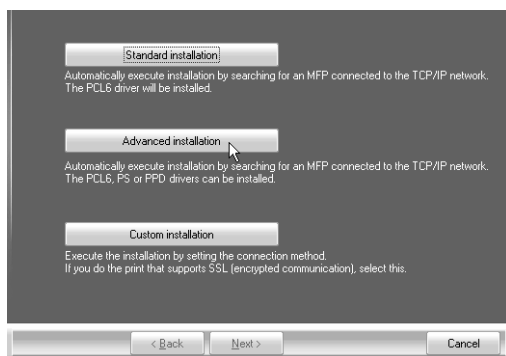 Standard installation
Automatically execute installation by searching for an MFP connected to the TCP/IP network.
The PCL6 driver will be installed.
Advanced installation
Automatically execute installation by searching for an MFP connected to the TCP/IP network.
The PCL6, PS or PPD drivers can be installed.
Custom installation
Execute the installation by setting the connection method.
If you do the print that supports SSL (encrypted communication), select this.
< Back Next > Cancel